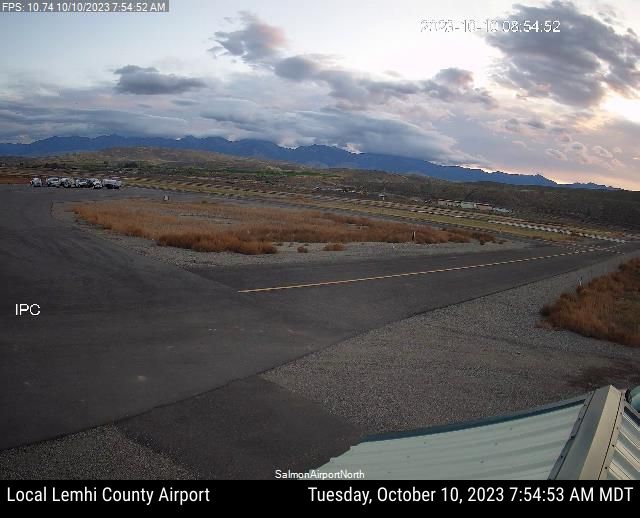 FPS: 10.74 10/10/2023 7:54:52 AM
2023-10-10 08:54:52
IPC
SalmonAirportNorth
Local Lemhi County Airport Tuesday, October 10, 2023 7:54:53 AM MDT